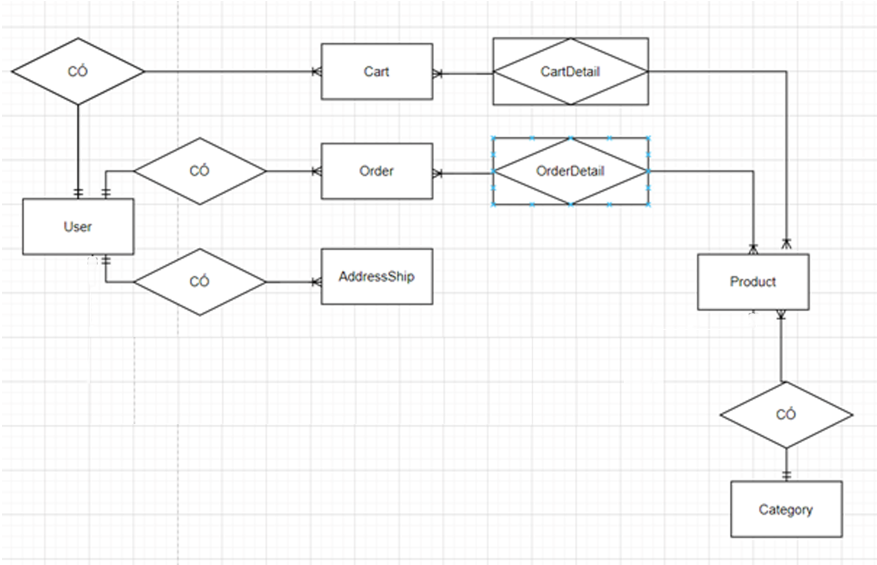 CÓ
Cart
CartDetail
CÓ
Order
OrderDetail
User
CÓ
AddressShip
Product
CÓ
Category